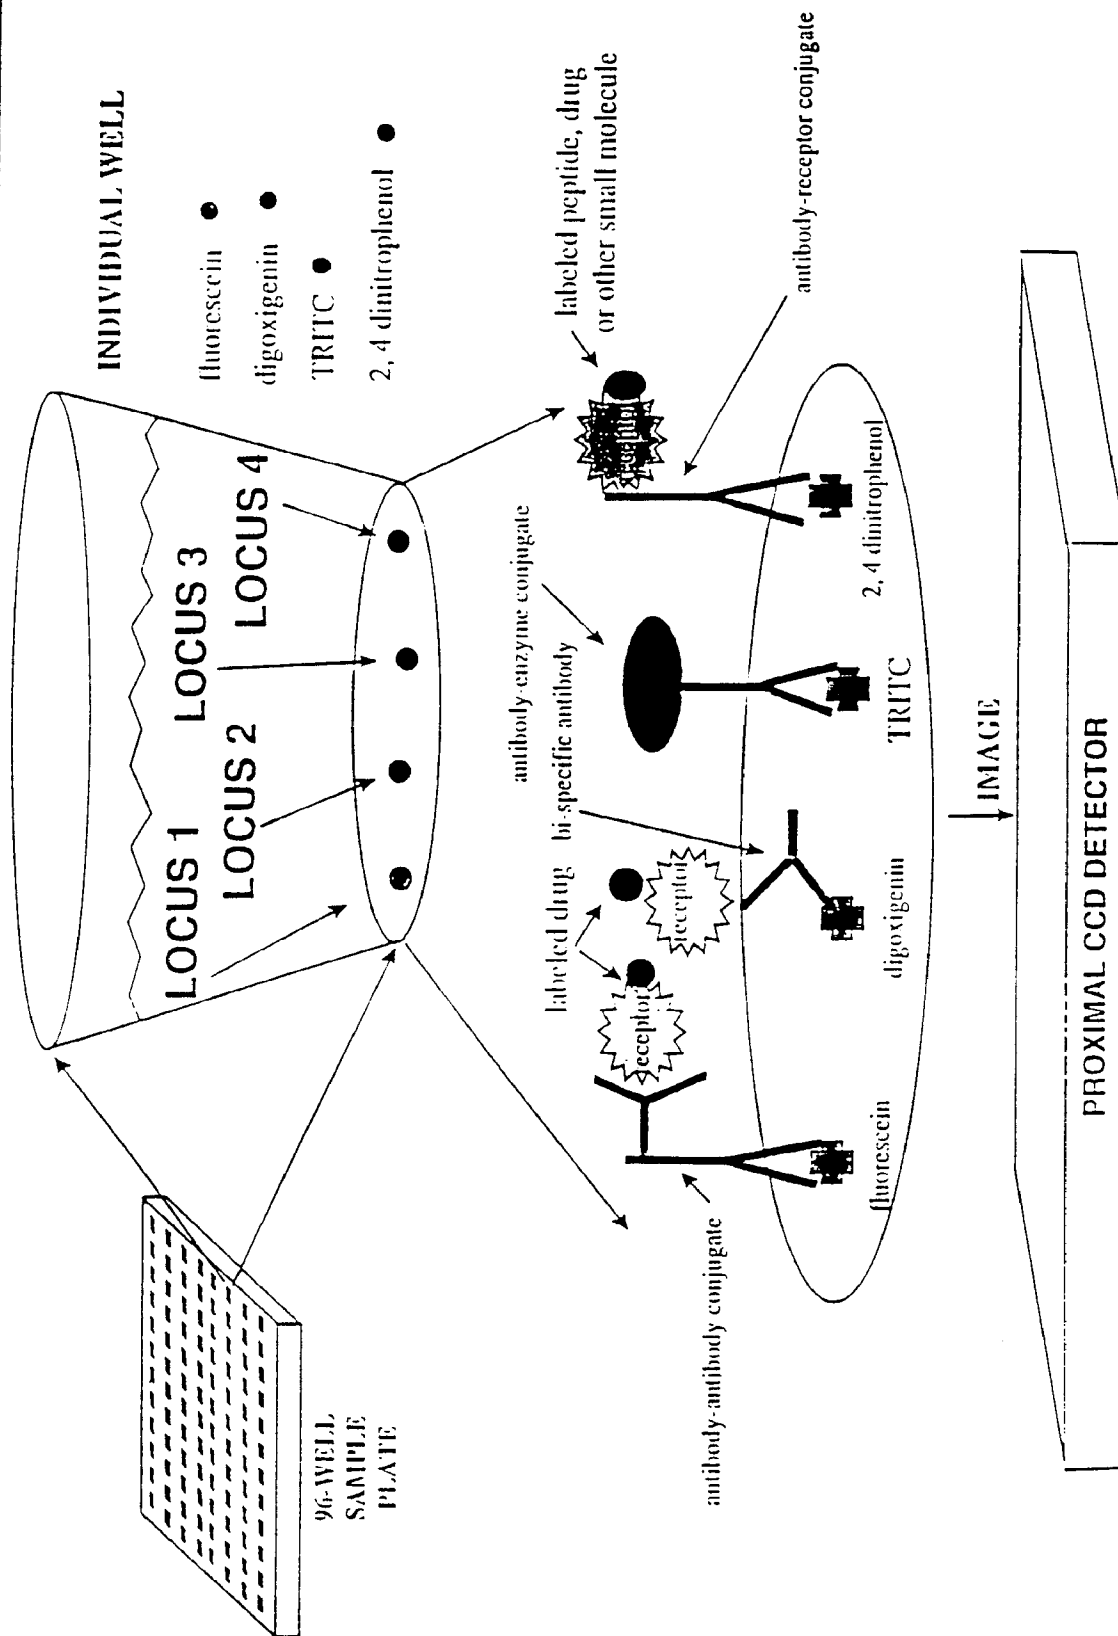 INDIVIDUAL WELL
fluorescein
digoxigenin
TRITC
2, 4 dinitrophenol
LOCUS 1
LOCUS 2
LOCUS 3
LOCUS 4
96-WELL
SAMPLE
PLATE
labeled peptide, drug
or other small molecule
antibody-receptor conjugate
antibody-enzyme conjugate
bi-specific antibody
labeled drug
receptor
receptor
receptor
antibody-antibody conjugate
fluorescein
digoxigenin
TRITC
2, 4 dinitrophenol
IMAGE
PROXIMAL CCD DETECTOR